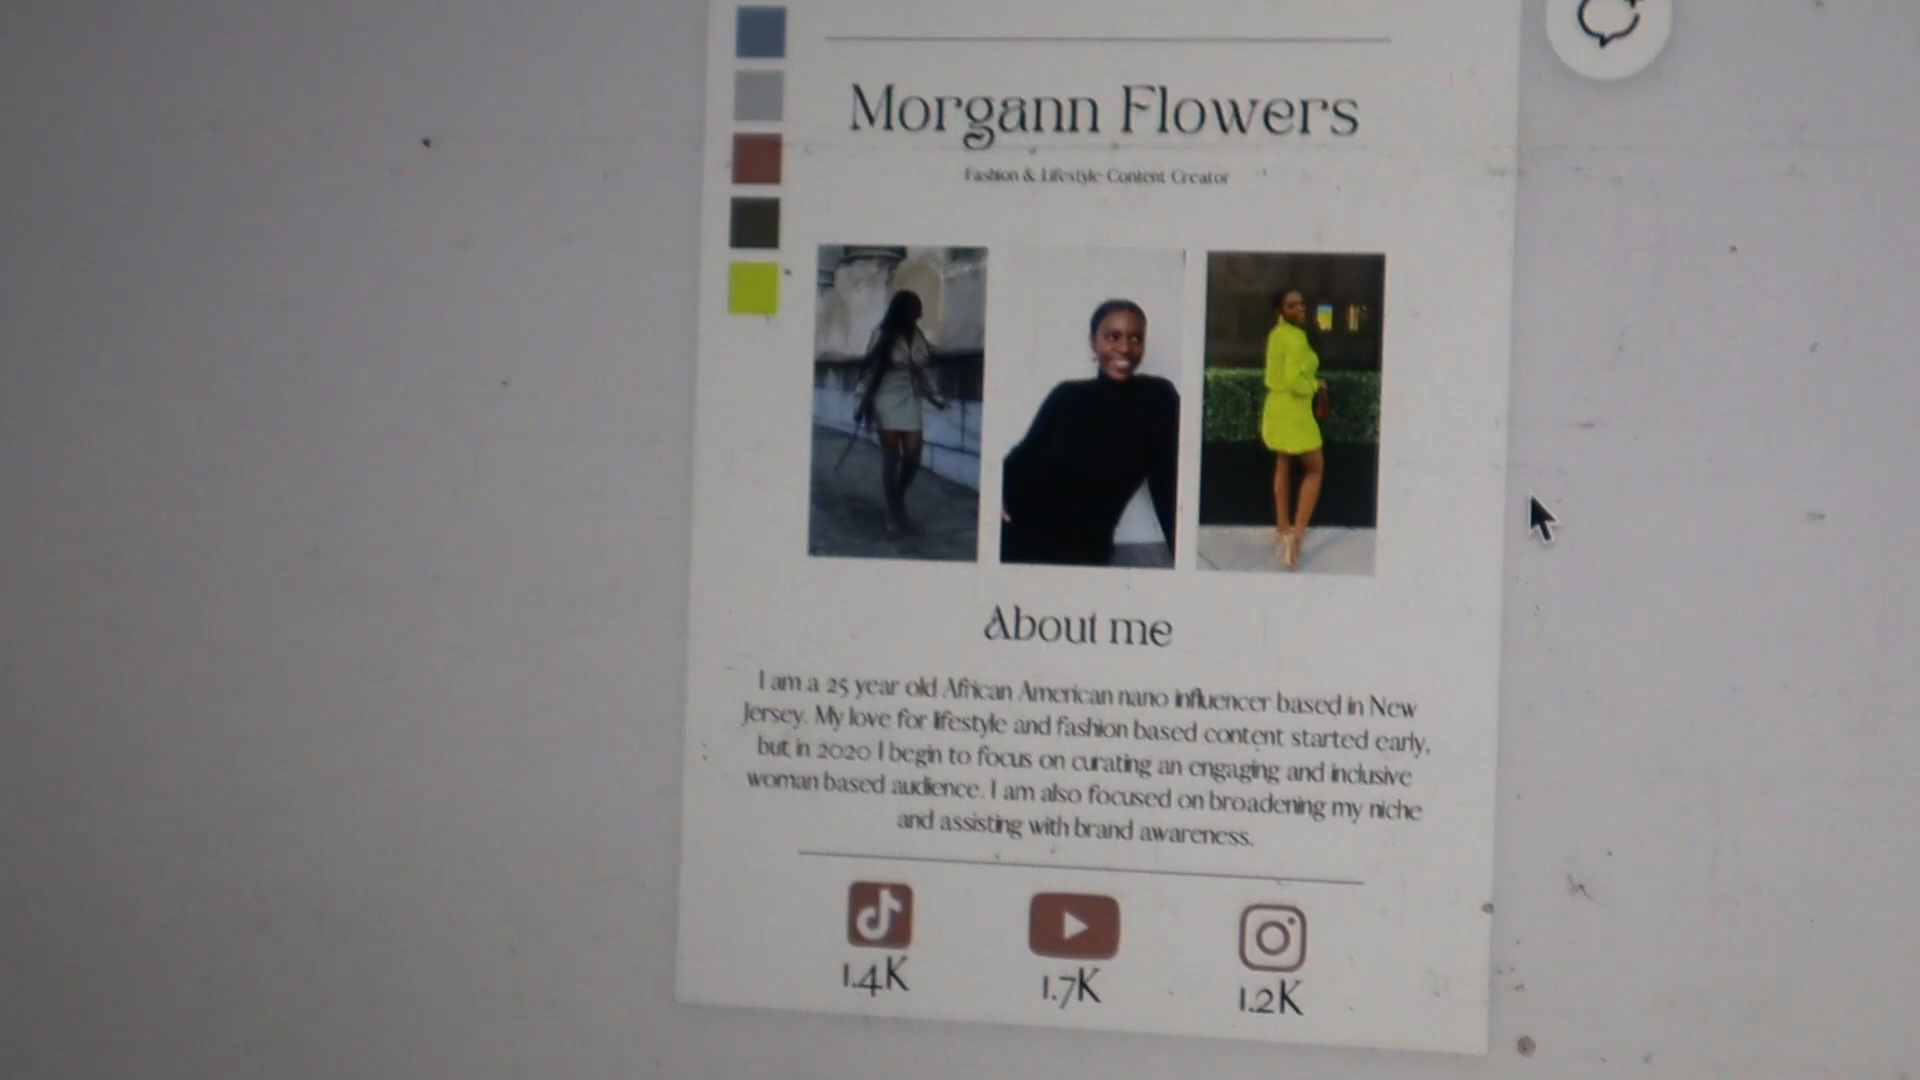 Morgann Flowers
Fashion & Lifestyle Content Creator
About me
I am a 25 year old African American nano influencer based in New
Jersey. My love for lifestyle and fashion based content started early,
but in 2020 I begin to focus on curating an engaging and inclusive
woman based audience. I am also focused on broadening my niche
and assisting with brand awareness.
1.4K
1.7K
1.2K